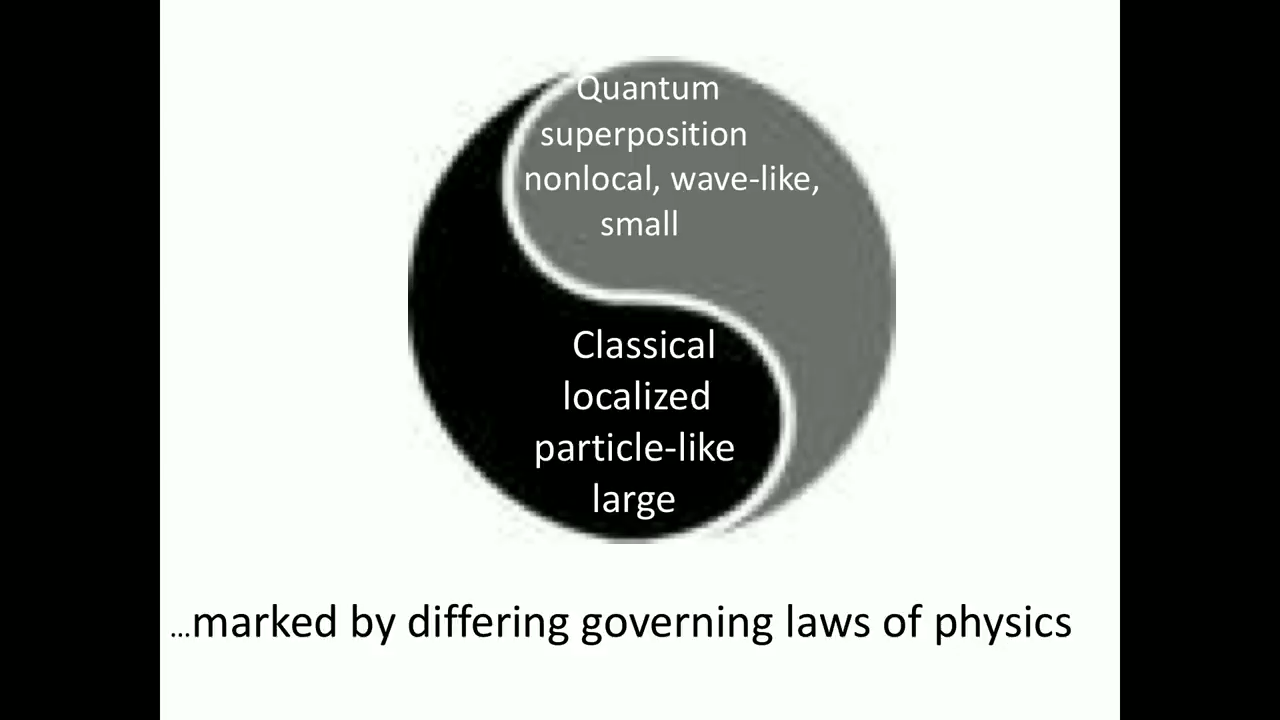 Quantum
superposition
nonlocal, wave-like,
small
Classical
localized
particle-like
large
...marked by differing governing laws of physics